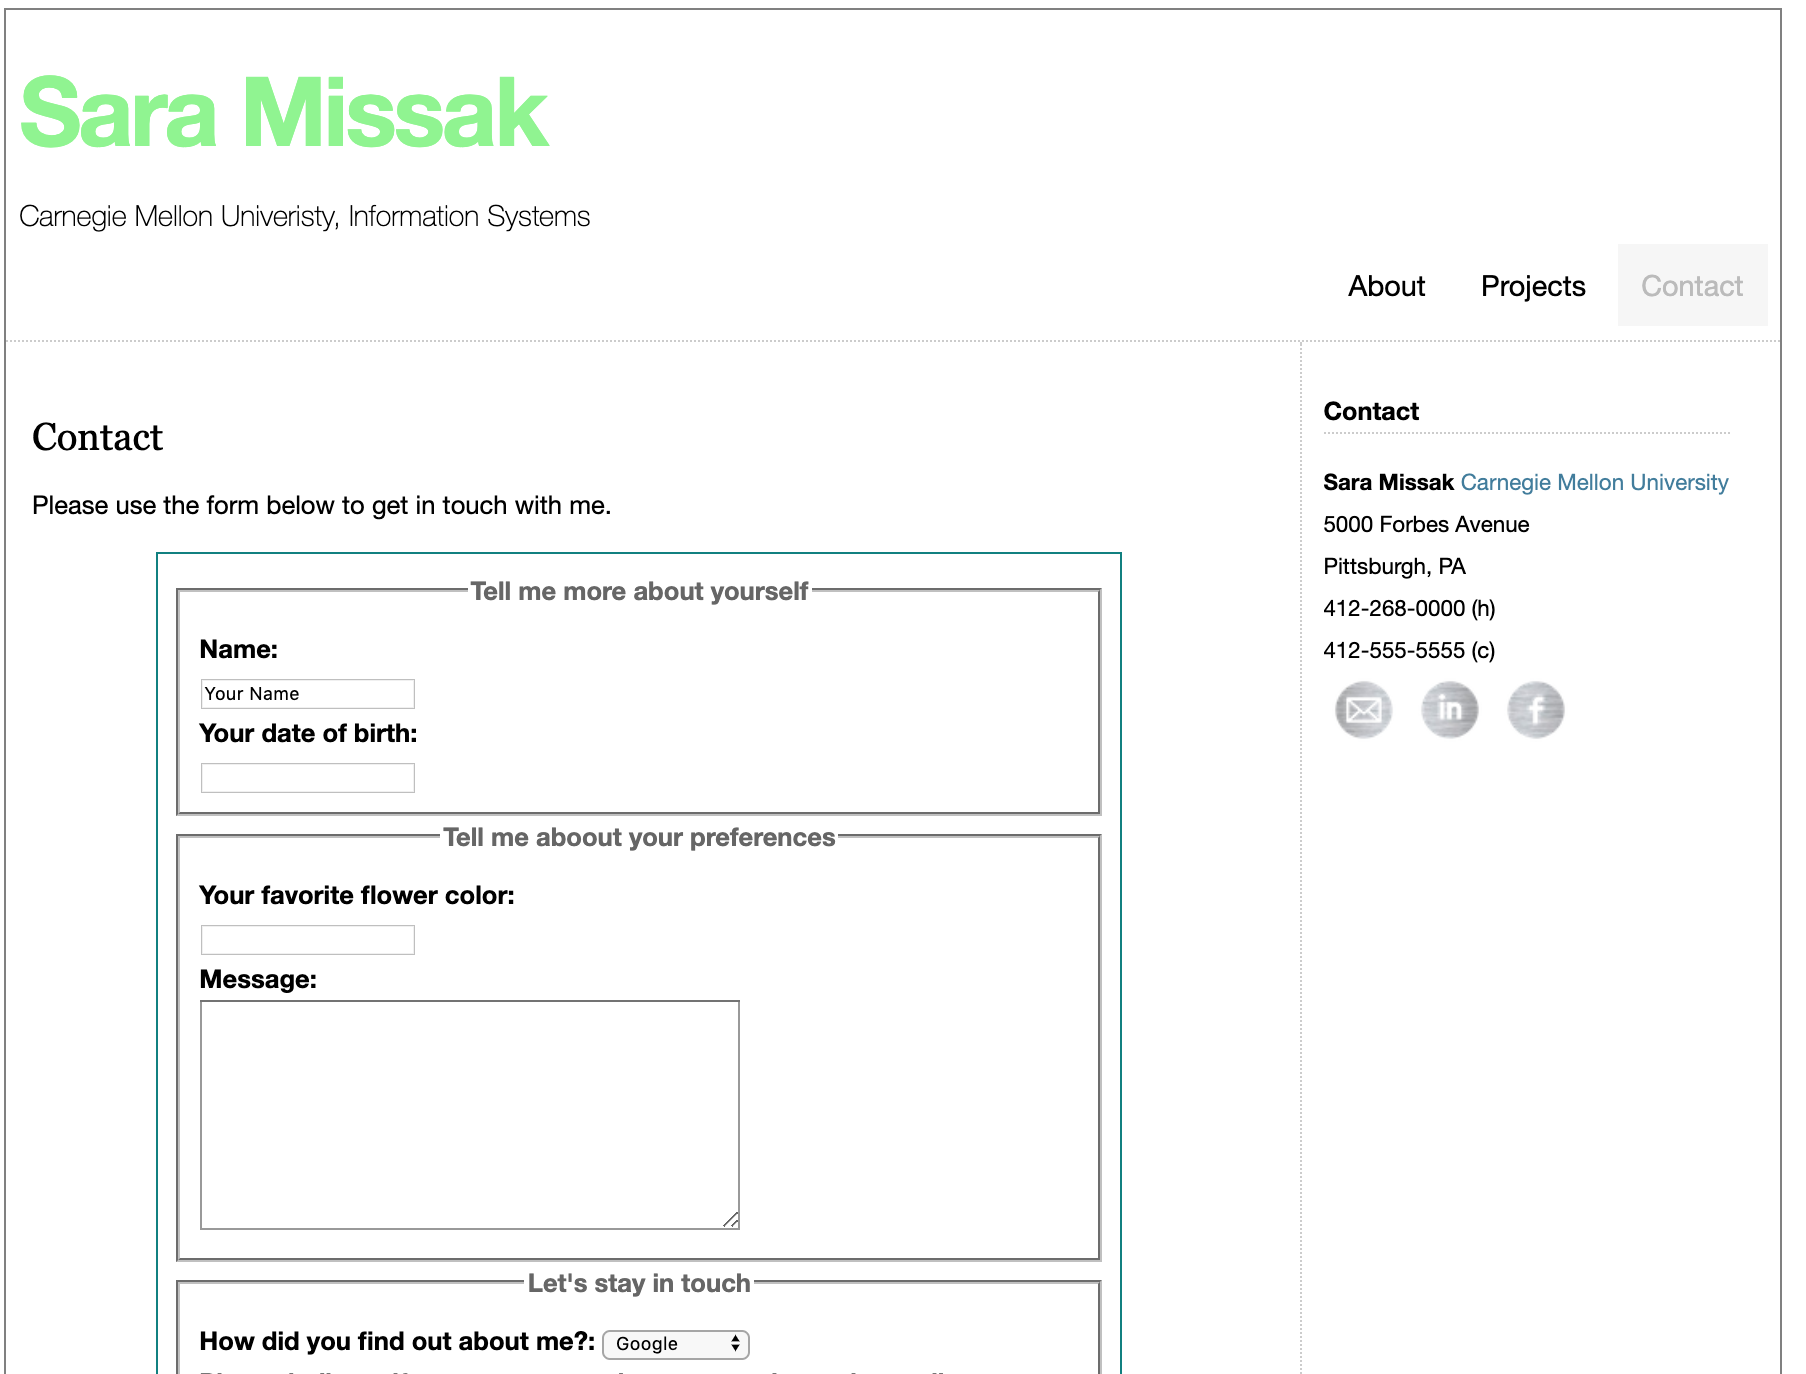 Sara Missak
Carnegie Mellon Univeristy, Information Systems
About Projects Contact
Contact
Please use the form below to get in touch with me.
Tell me more about yourself
Name:
Your Name
Your date of birth:
Tell me aboout your preferences
Your favorite flower color:
Message:
Let's stay in touch
How did you find out about me?: Google
Contact
Sara Missak Carnegie Mellon University
5000 Forbes Avenue
Pittsburgh, PA
412-268-0000 (h)
412-555-5555 (c)
in
f